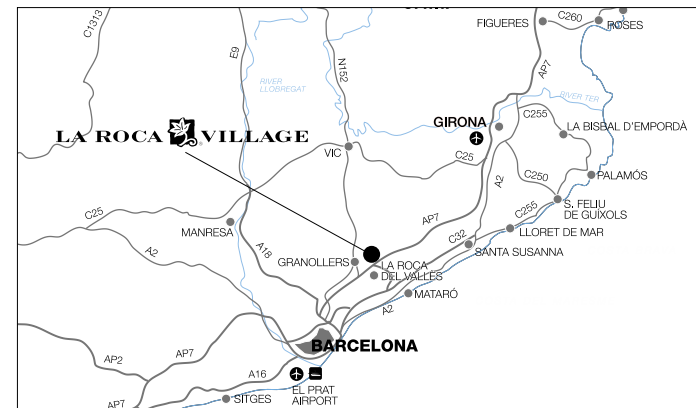 C260
FIGUERES
ROSES
C1313
E9
N152
AP7
RIVER
LLOBREGAT
RIVER TER
GIRONA
C255
LA BISBAL D'EMPORDÀ
LA ROCA VILLAGE
VIC
C25
A2
C250
PALAMÓS
S. FELIU
DE GUÍXOLS
C25
MANRESA
AP7
C255
LLORET DE MAR
A2
A18
C32
SANTA SUSANNA
GRANOLLERS
LA ROCA
DEL VALLÈS
MATARÓ
A2
BARCELONA
AP2
AP7
A16
EL PRAT
AIRPORT
SITGES
AP7